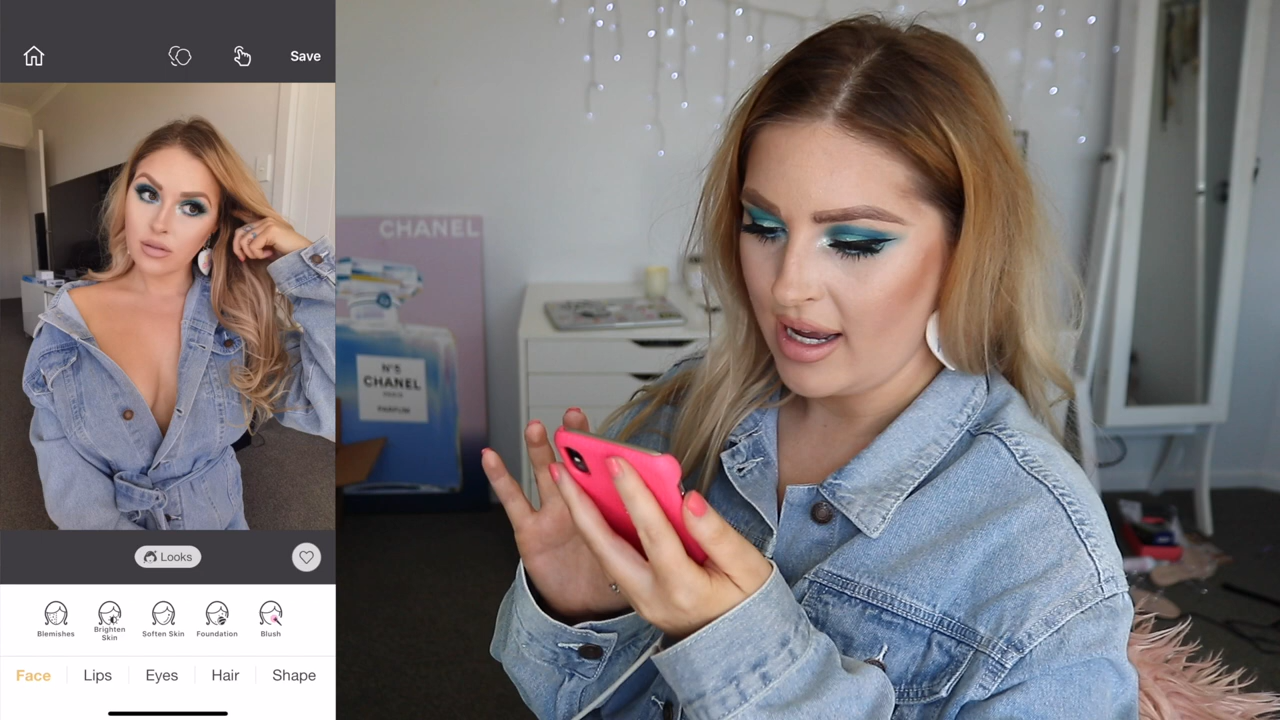 Save
Looks
Blemishes
Brighten
Skin
Soften Skin
Foundation
Blush
Face
Lips
Eyes
Hair
Shape
CHANEL
N°5
CHANEL
PARIS
PARFUM